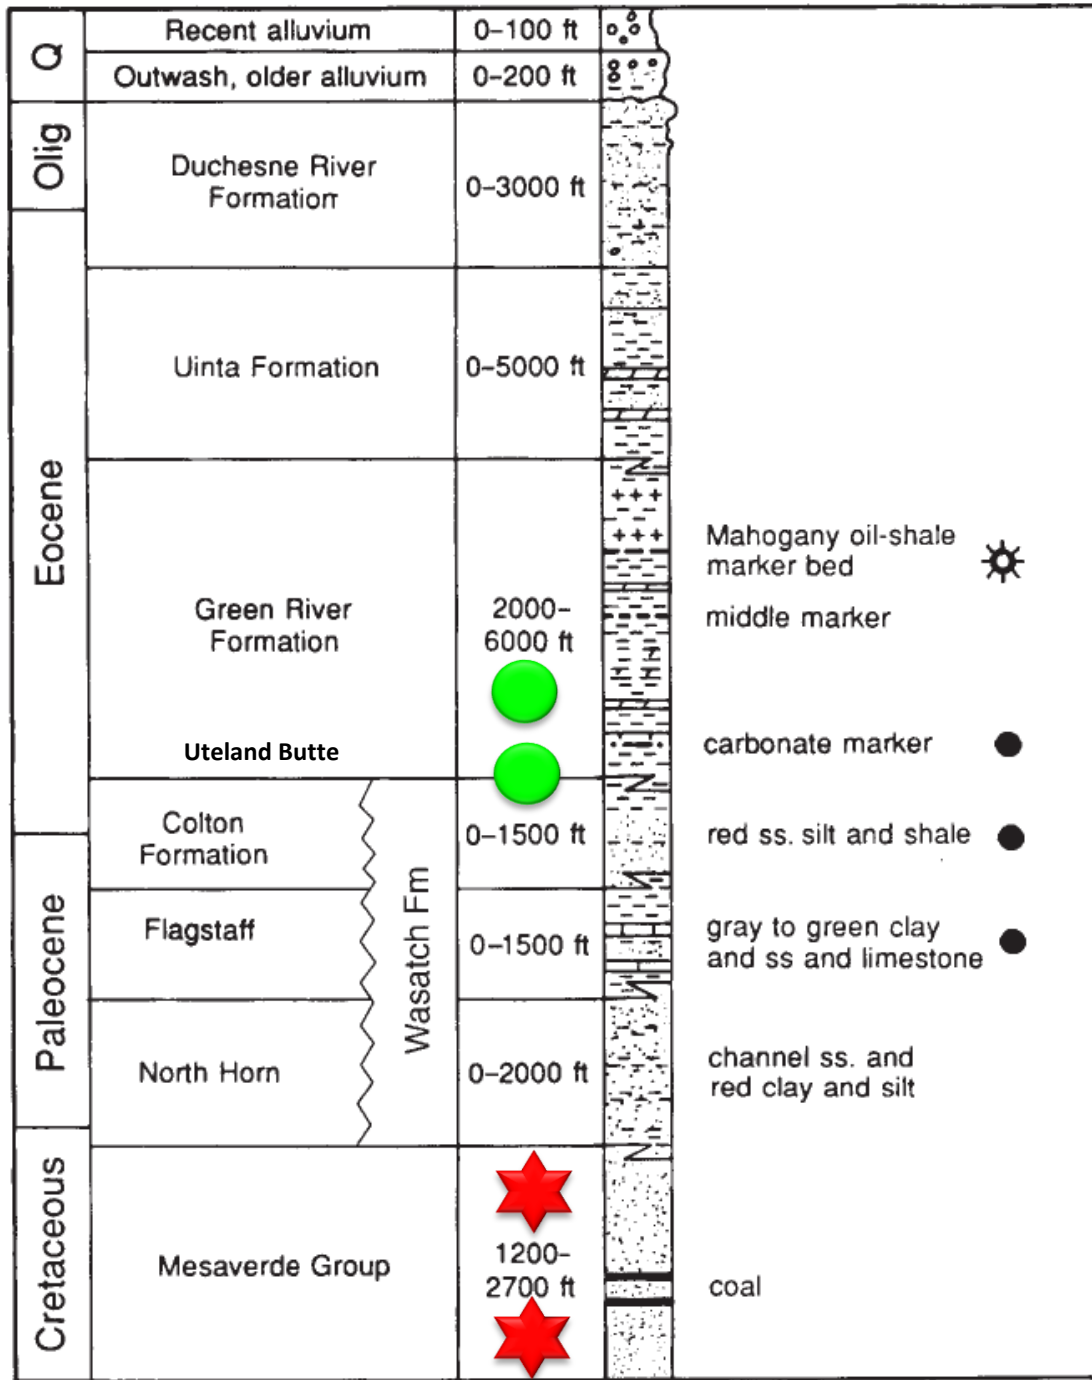 Q
Recent alluvium
0–100 ft
Outwash, older alluvium
0–200 ft
Olig
Duchesne River
Formation
0–3000 ft
Eocene
Uinta Formation
0–5000 ft
Green River
Formation
2000–
6000 ft
Mahogany oil-shale
marker bed
middle marker
Uteland Butte
carbonate marker
Colton
Formation
Wasatch Fm
0–1500 ft
red ss. silt and shale
Paleocene
Flagstaff
0–1500 ft
gray to green clay
and ss and limestone
North Horn
0–2000 ft
channel ss. and
red clay and silt
Cretaceous
Mesaverde Group
1200–
2700 ft
coal